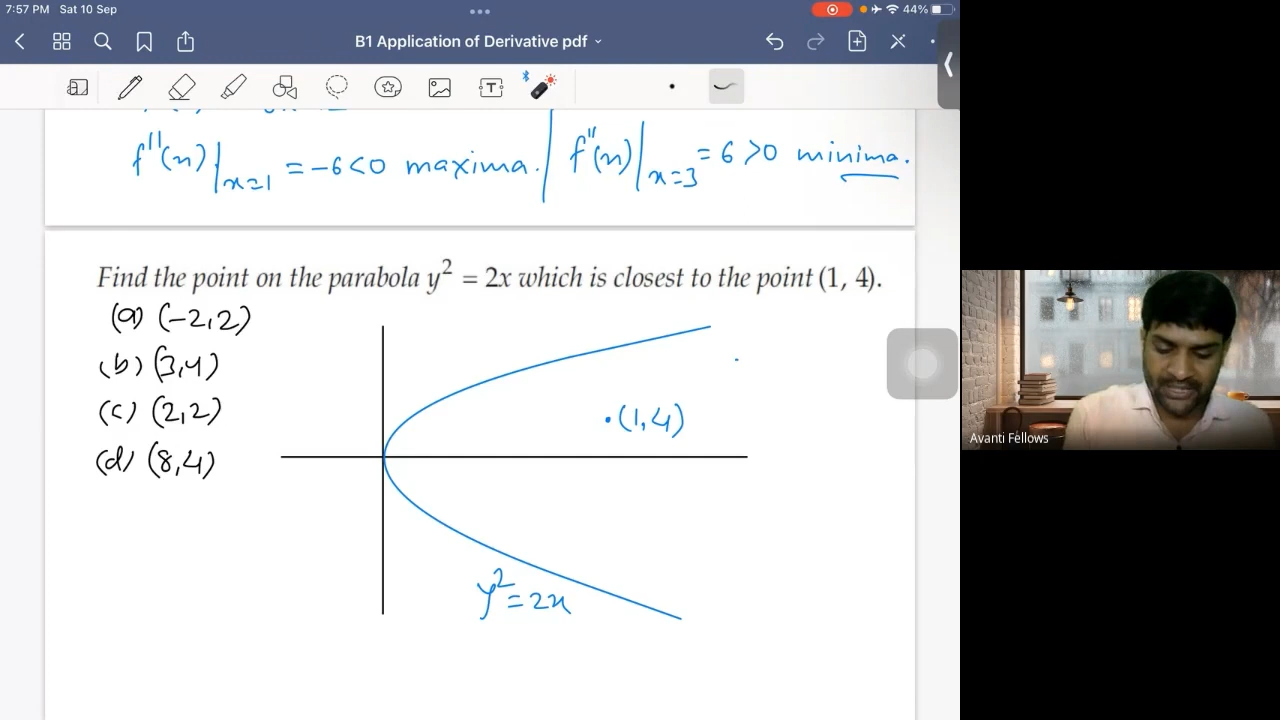 7:57 PM Sat 10 Sep
44%
B1 Application of Derivative pdf
T
f''(x)|x=1 = -6 < 0 maxima. | f''(x)|x=3 = 6 > 0 minima.
Find the point on the parabola y² = 2x which is closest to the point (1, 4).
(a) (-2,2)
(b) (3,4)
(c) (2,2)
(d) (8,4)
(1,4)
y² = 2x
Avanti Fellows